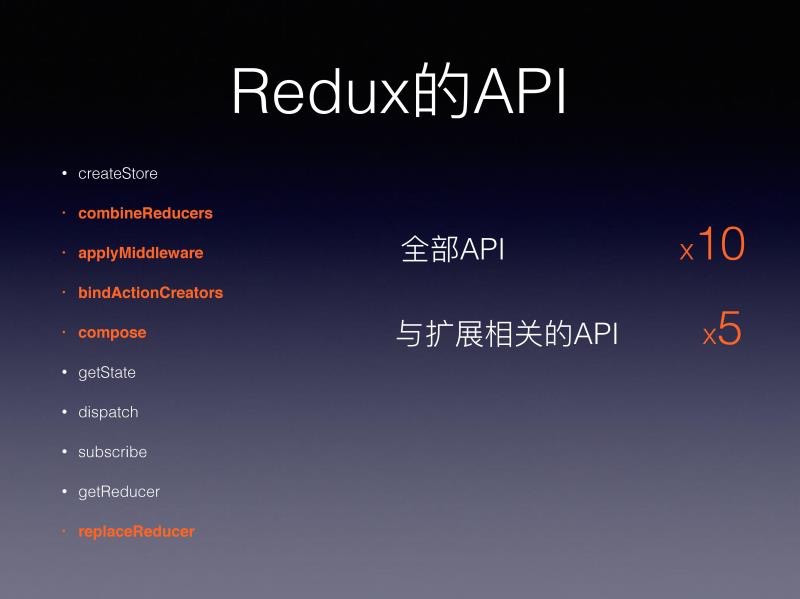 Redux的API
• createStore
• combineReducers
• applyMiddleware
• bindActionCreators
• compose
• getState
• dispatch
• subscribe
• getReducer
• replaceReducer
全部API x10
与扩展相关的API x5